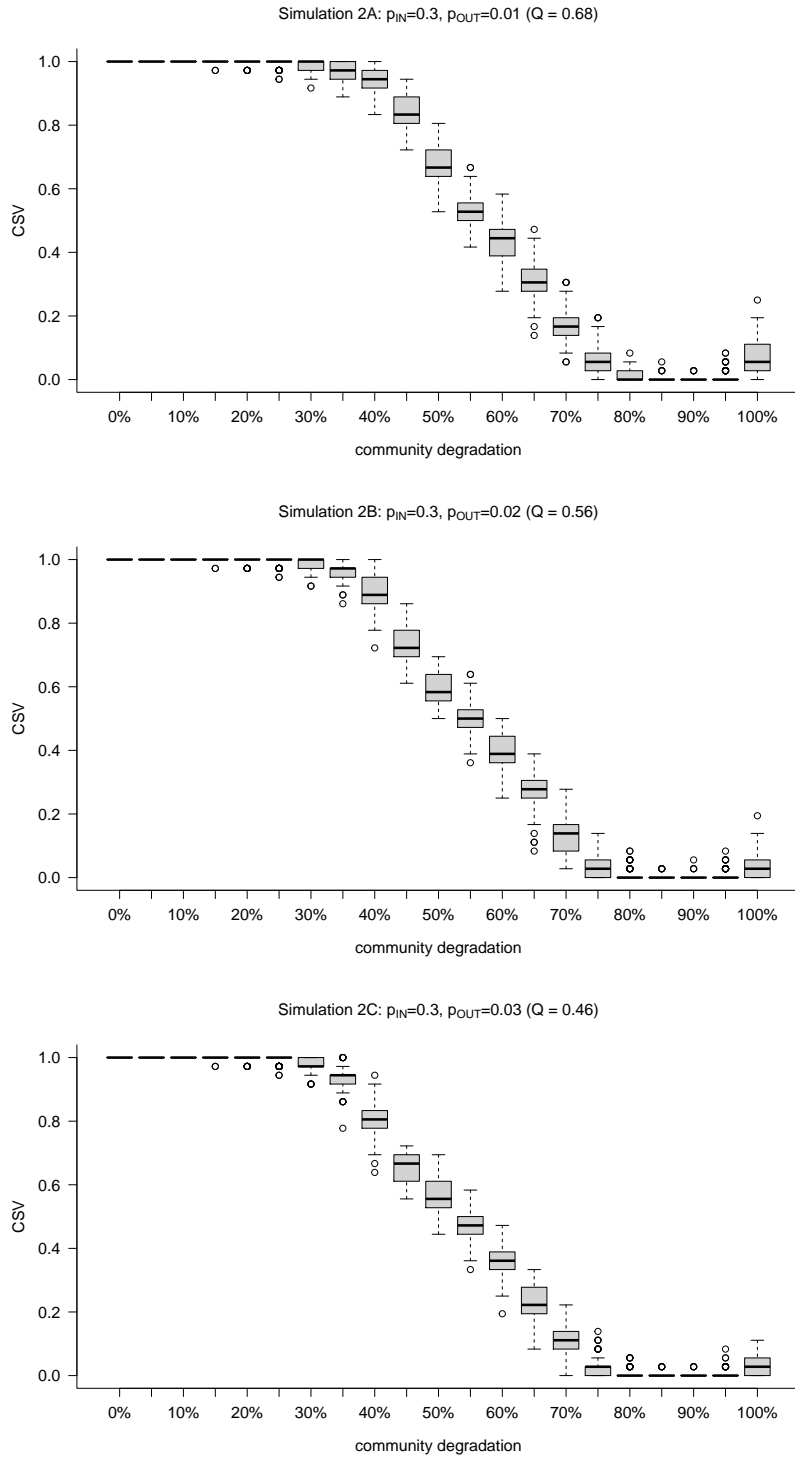 Simulation 2A: pIN=0.3, pOUT=0.01 (Q = 0.68)
1.0
0.8
0.6
0.4
0.2
0.0
CSV
0% 10% 20% 30% 40% 50% 60% 70% 80% 90% 100%
community degradation
Simulation 2B: pIN=0.3, pOUT=0.02 (Q = 0.56)
1.0
0.8
0.6
0.4
0.2
0.0
CSV
0% 10% 20% 30% 40% 50% 60% 70% 80% 90% 100%
community degradation
Simulation 2C: pIN=0.3, pOUT=0.03 (Q = 0.46)
1.0
0.8
0.6
0.4
0.2
0.0
CSV
0% 10% 20% 30% 40% 50% 60% 70% 80% 90% 100%
community degradation